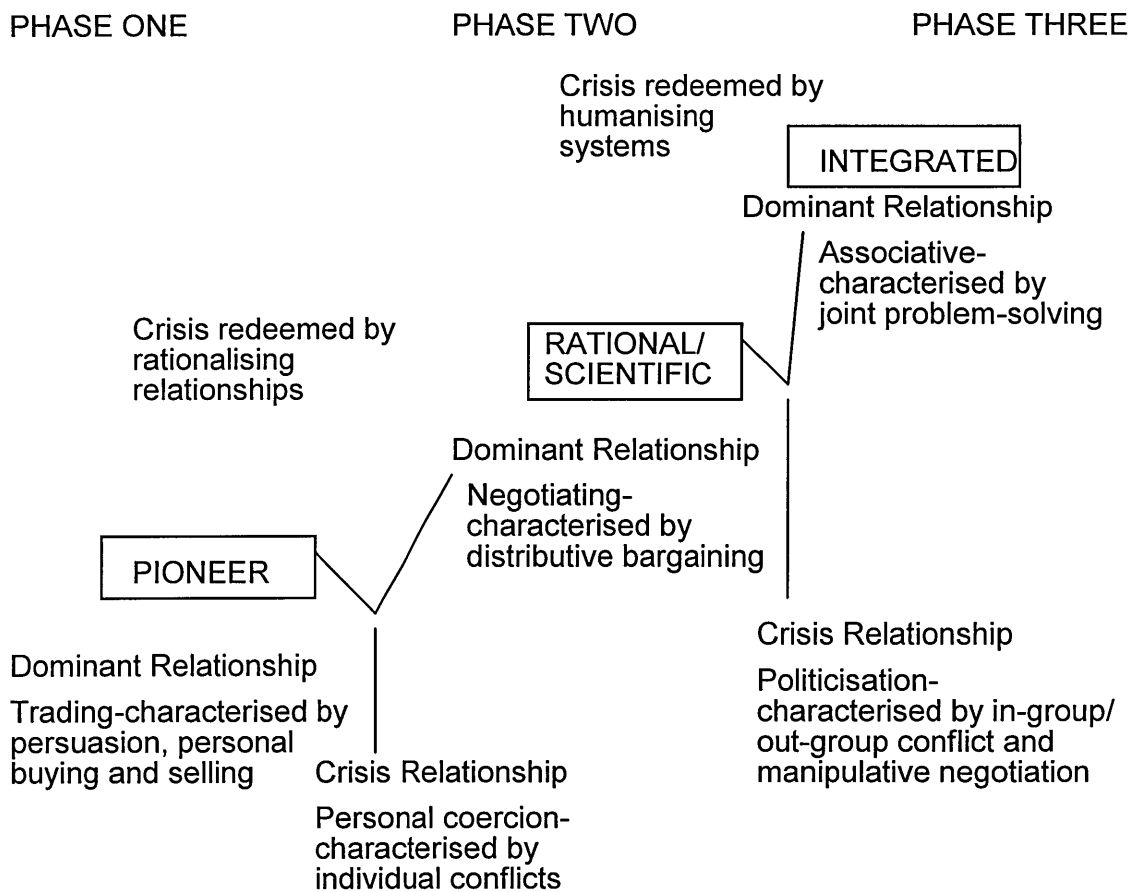 PHASE ONE
PHASE TWO
PHASE THREE
Crisis redeemed by
humanising
systems
INTEGRATED
Dominant Relationship
Associative-
characterised by
joint problem-solving
Crisis redeemed by
rationalising
relationships
RATIONAL/
SCIENTIFIC
Dominant Relationship
Negotiating-
characterised by
distributive bargaining
PIONEER
Dominant Relationship
Trading-characterised by
persuasion, personal
buying and selling
Crisis Relationship
Personal coercion-
characterised by
individual conflicts
Crisis Relationship
Politicisation-
characterised by in-group/
out-group conflict and
manipulative negotiation